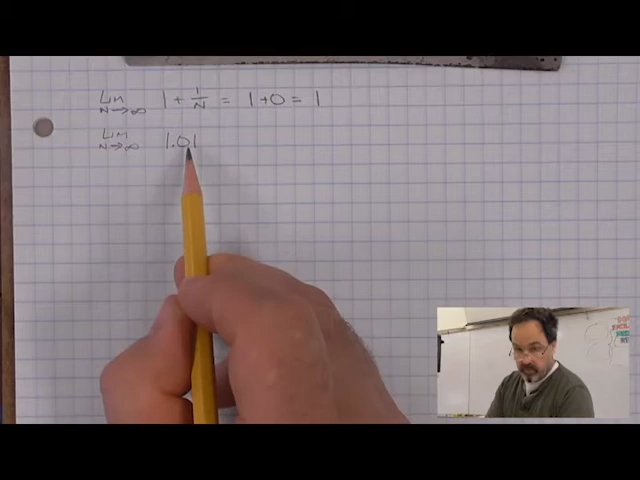 Lim N→∞ 1 + 1/N = 1 + 0 = 1
Lim N→∞ 1.01